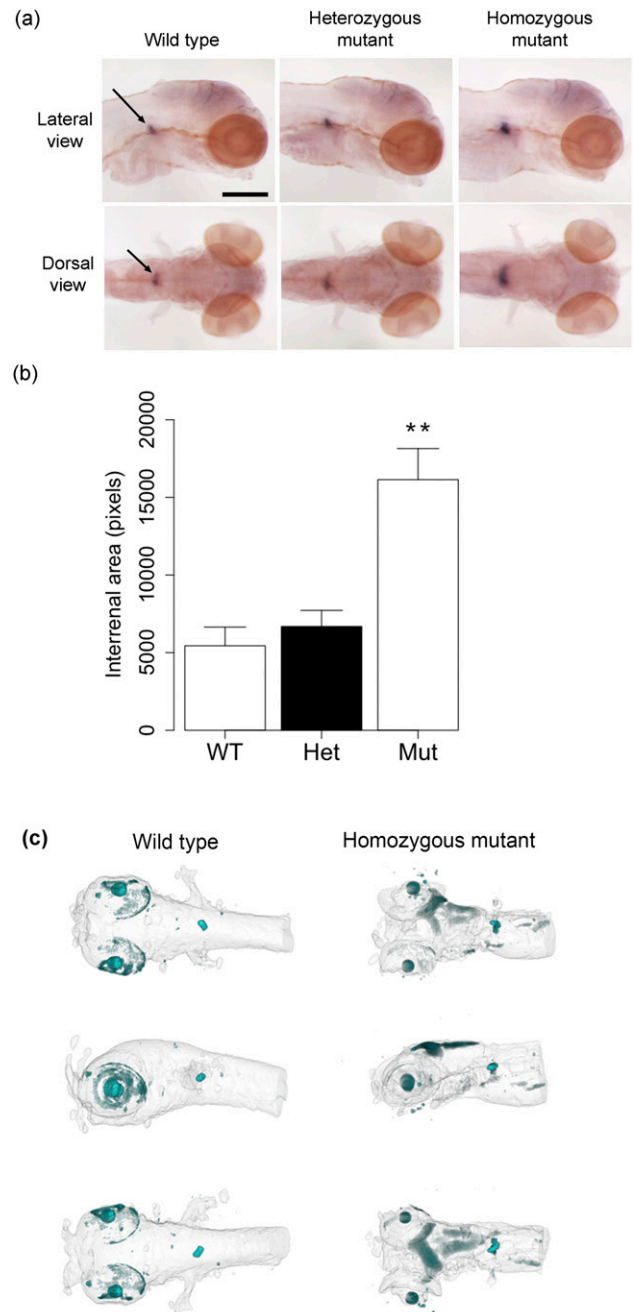 (a)
Wild type
Heterozygous
mutant
Homozygous
mutant
Lateral
view
Dorsal
view
(b)
Interrenal area (pixels)
20000
15000
10000
5000
0
**
WT
Het
Mut
(c)
Wild type
Homozygous mutant